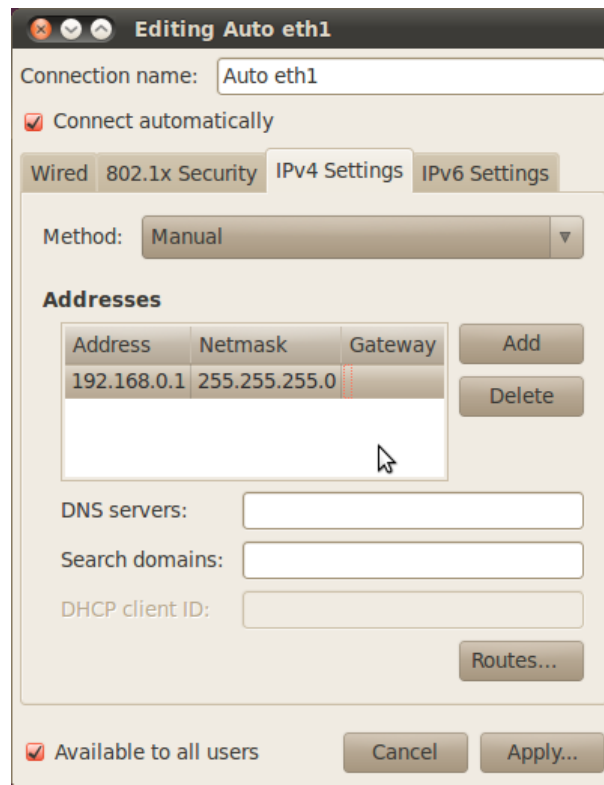 Editing Auto eth1
Connection name: Auto eth1
Connect automatically
Wired 802.1x Security IPv4 Settings IPv6 Settings
Method: Manual
Addresses
Address Netmask Gateway Add
192.168.0.1 255.255.255.0 Delete
DNS servers:
Search domains:
DHCP client ID:
Routes...
Available to all users Cancel Apply...